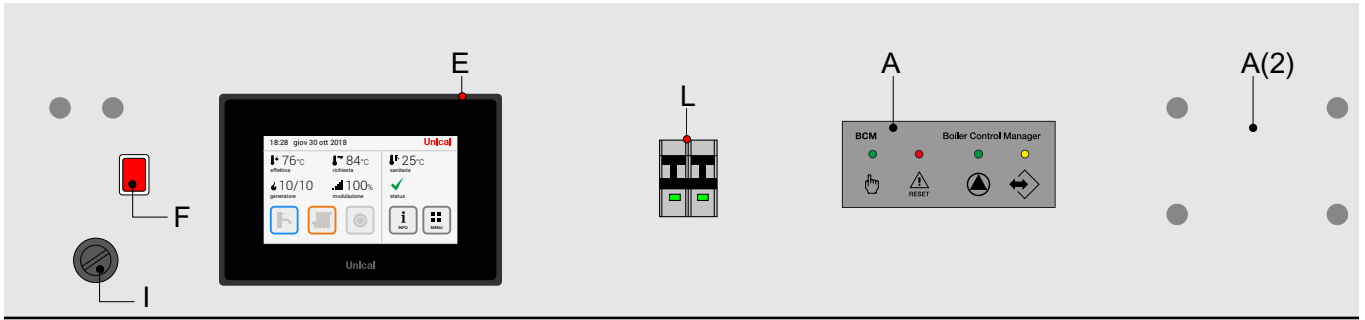 E
L
A
A(2)
F
I
18:28 giov 30 ott 2018 Unical
76°C 84°C 25°C
effettiva richiesta sanitaria
10/10 100%
generatore modulazione status
i
INFO MENU
Unical
BCM Boiler Control Manager
RESET